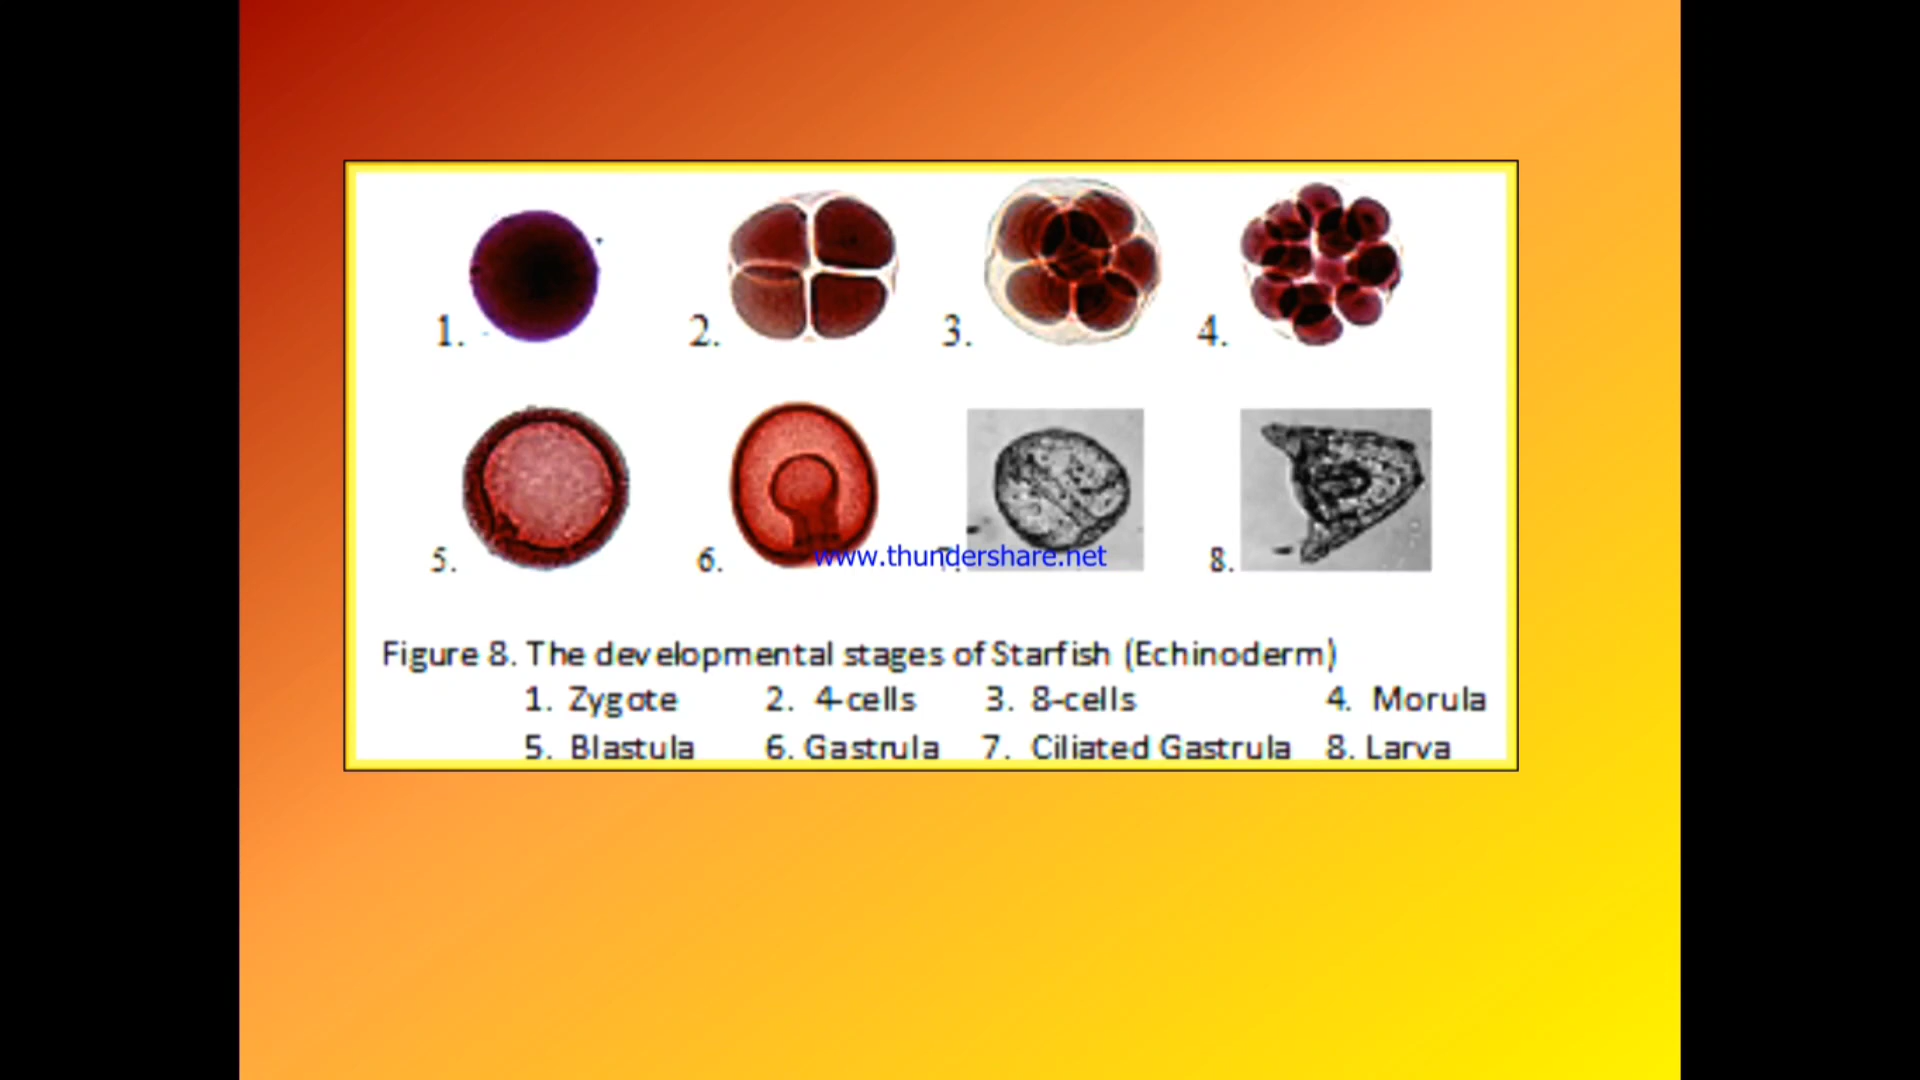 1.
2.
3.
4.
5.
6.
7.
8.
www.thundershare.net
Figure 8. The developmental stages of Starfish (Echinoderm)
1. Zygote 2. 4-cells 3. 8-cells 4. Morula
5. Blastula 6. Gastrula 7. Ciliated Gastrula 8. Larva